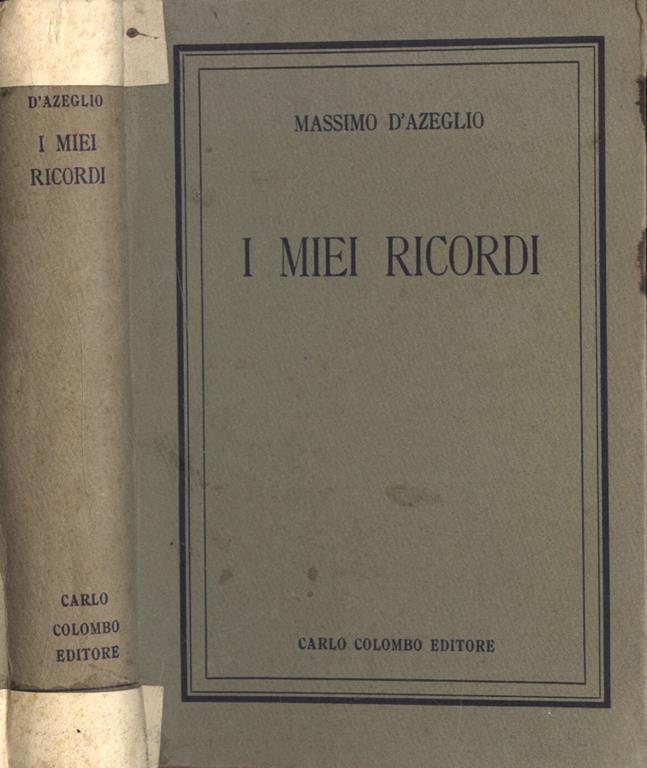 D'AZEGLIO
I MIEI
RICORDI
CARLO
COLOMBO
EDITORE
MASSIMO D'AZEGLIO
I MIEI RICORDI
CARLO COLOMBO EDITORE